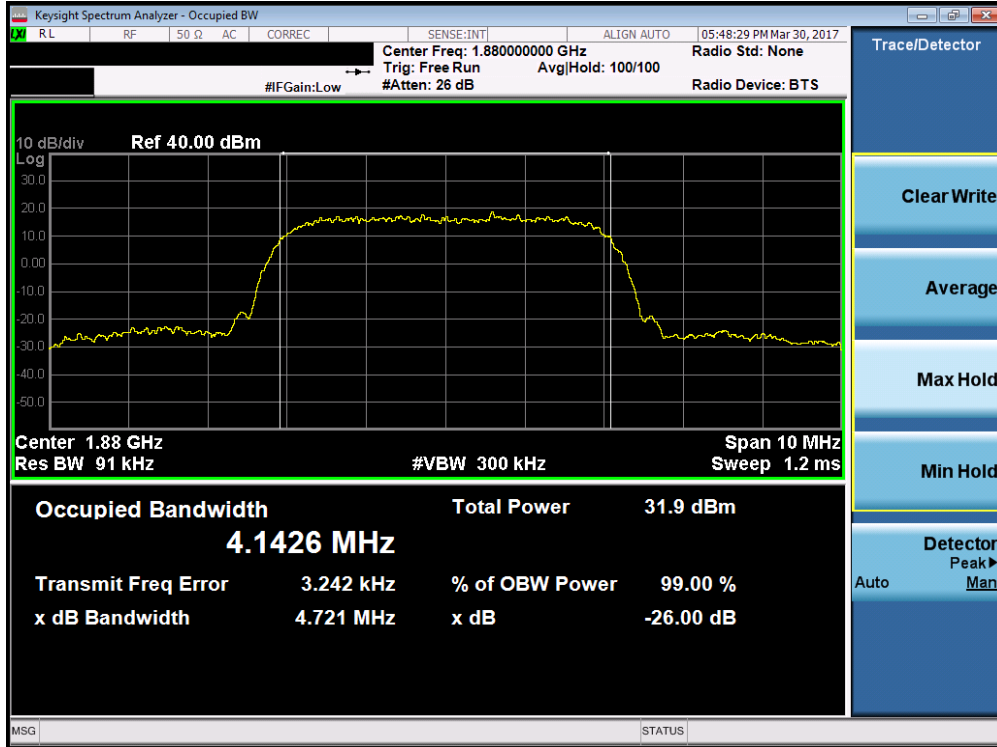 Keysight Spectrum Analyzer - Occupied BW
LXI RL RF 50 Ω AC CORREC SENSE:INT ALIGN AUTO 05:48:29 PM Mar 30, 2017
Center Freq: 1.880000000 GHz Radio Std: None
Trig: Free Run Avg|Hold: 100/100
#IFGain:Low #Atten: 26 dB Radio Device: BTS
10 dB/div Ref 40.00 dBm
Log
30.0
20.0
10.0
0.00
-10.0
-20.0
-30.0
-40.0
-50.0
Center 1.88 GHz Span 10 MHz
Res BW 91 kHz #VBW 300 kHz Sweep 1.2 ms
Occupied Bandwidth Total Power 31.9 dBm
4.1426 MHz
Transmit Freq Error 3.242 kHz % of OBW Power 99.00 %
x dB Bandwidth 4.721 MHz x dB -26.00 dB
MSG STATUS
Trace/Detector
Clear Write
Average
Max Hold
Min Hold
Detector
Peak▶
Auto Man